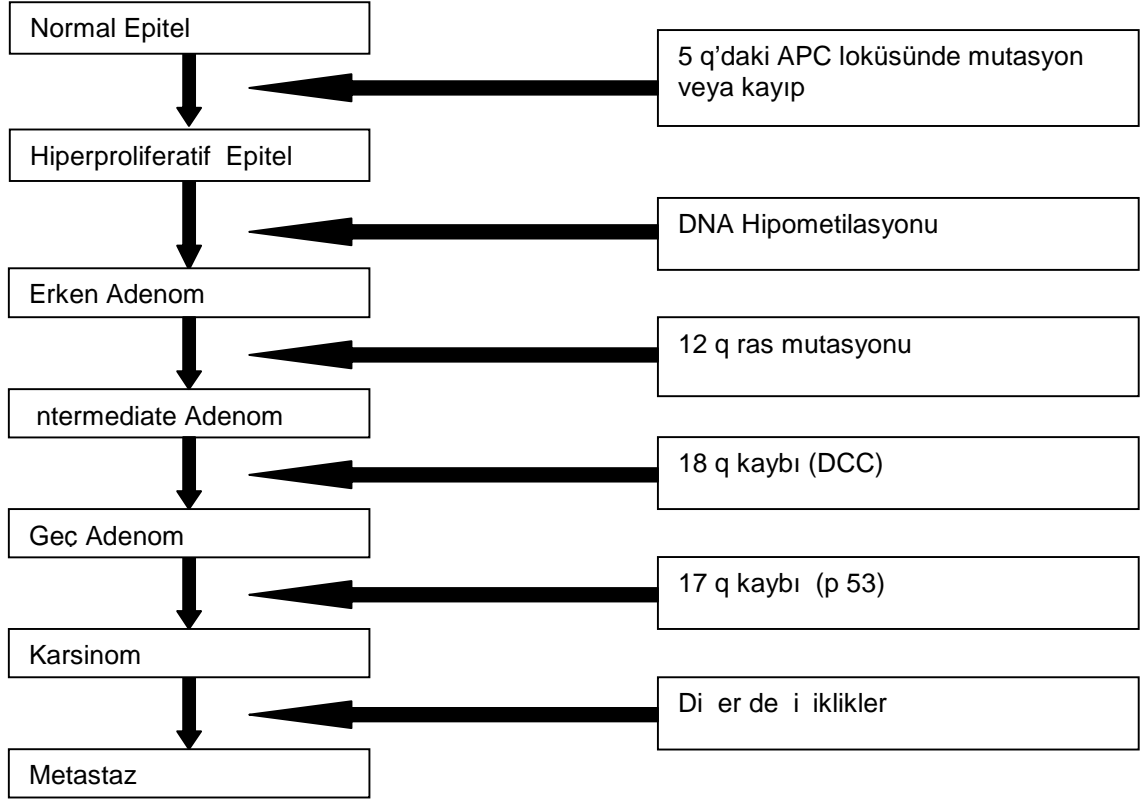 Normal Epitel
5 q’daki APC loküsünde mutasyon
veya kayıp
Hiperproliferatif Epitel
DNA Hipometilasyonu
Erken Adenom
12 q ras mutasyonu
ntermediate Adenom
18 q kaybı (DCC)
Geç Adenom
17 q kaybı (p 53)
Karsinom
Di er de i iklikler
Metastaz